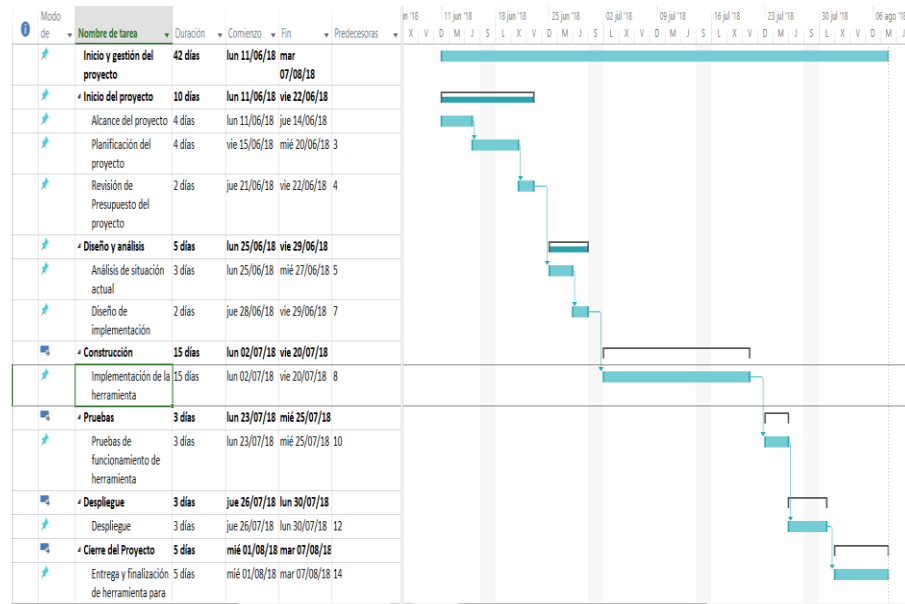 in '18 11 jun '18 18 jun '18 25 jun '18 02 jul '18 09 jul '18 16 jul '18 23 jul '18 30 jul '18 06 ago '18
Modo
de Nombre de tarea Duración Comienzo Fin Predecesoras X V D M J S L X V D M J S L X V D M J S L X V D M J S L X V D M J
Inicio y gestión del 42 días lun 11/06/18 mar
proyecto 07/08/18
Inicio del proyecto 10 días lun 11/06/18 vie 22/06/18
Alcance del proyecto 4 días lun 11/06/18 jue 14/06/18
Planificación del 4 días vie 15/06/18 mié 20/06/18 3
proyecto
Revisión de 2 días jue 21/06/18 vie 22/06/18 4
Presupuesto del
proyecto
Diseño y análisis 5 días lun 25/06/18 vie 29/06/18
Análisis de situación 3 días lun 25/06/18 mié 27/06/18 5
actual
Diseño de 2 días jue 28/06/18 vie 29/06/18 7
implementación
Construcción 15 días lun 02/07/18 vie 20/07/18
Implementación de la 15 días lun 02/07/18 vie 20/07/18 8
herramienta
Pruebas 3 días lun 23/07/18 mié 25/07/18
Pruebas de 3 días lun 23/07/18 mié 25/07/18 10
funcionamiento de
herramienta
Despliegue 3 días jue 26/07/18 lun 30/07/18
Despliegue 3 días jue 26/07/18 lun 30/07/18 12
Cierre del Proyecto 5 días mié 01/08/18 mar 07/08/18
Entrega y finalización 5 días mié 01/08/18 mar 07/08/18 14
de herramienta para